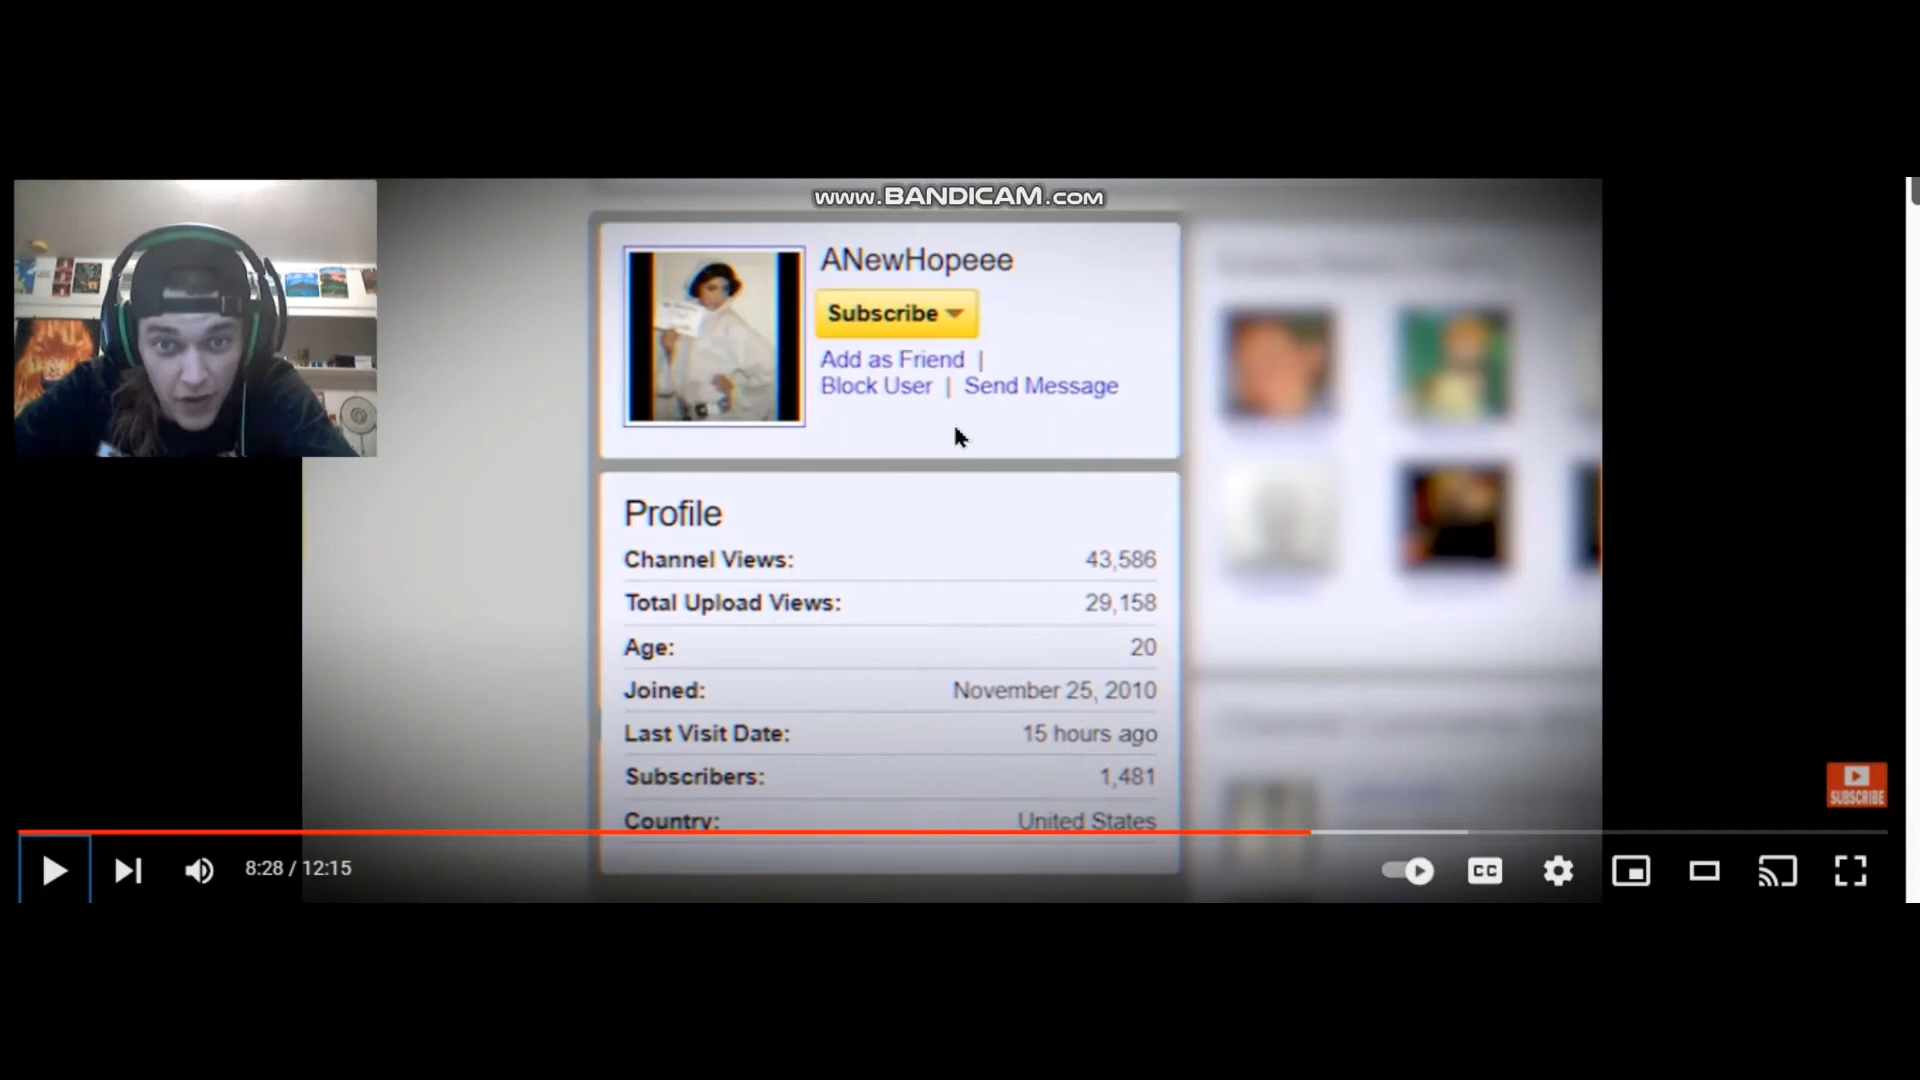 www.BANDICAM.com
ANewHopeee
Subscribe
Add as Friend |
Block User | Send Message
Profile
Channel Views: 43,586
Total Upload Views: 29,158
Age: 20
Joined: November 25, 2010
Last Visit Date: 15 hours ago
Subscribers: 1,481
Country: United States
SUBSCRIBE
8:28 / 12:15
CC